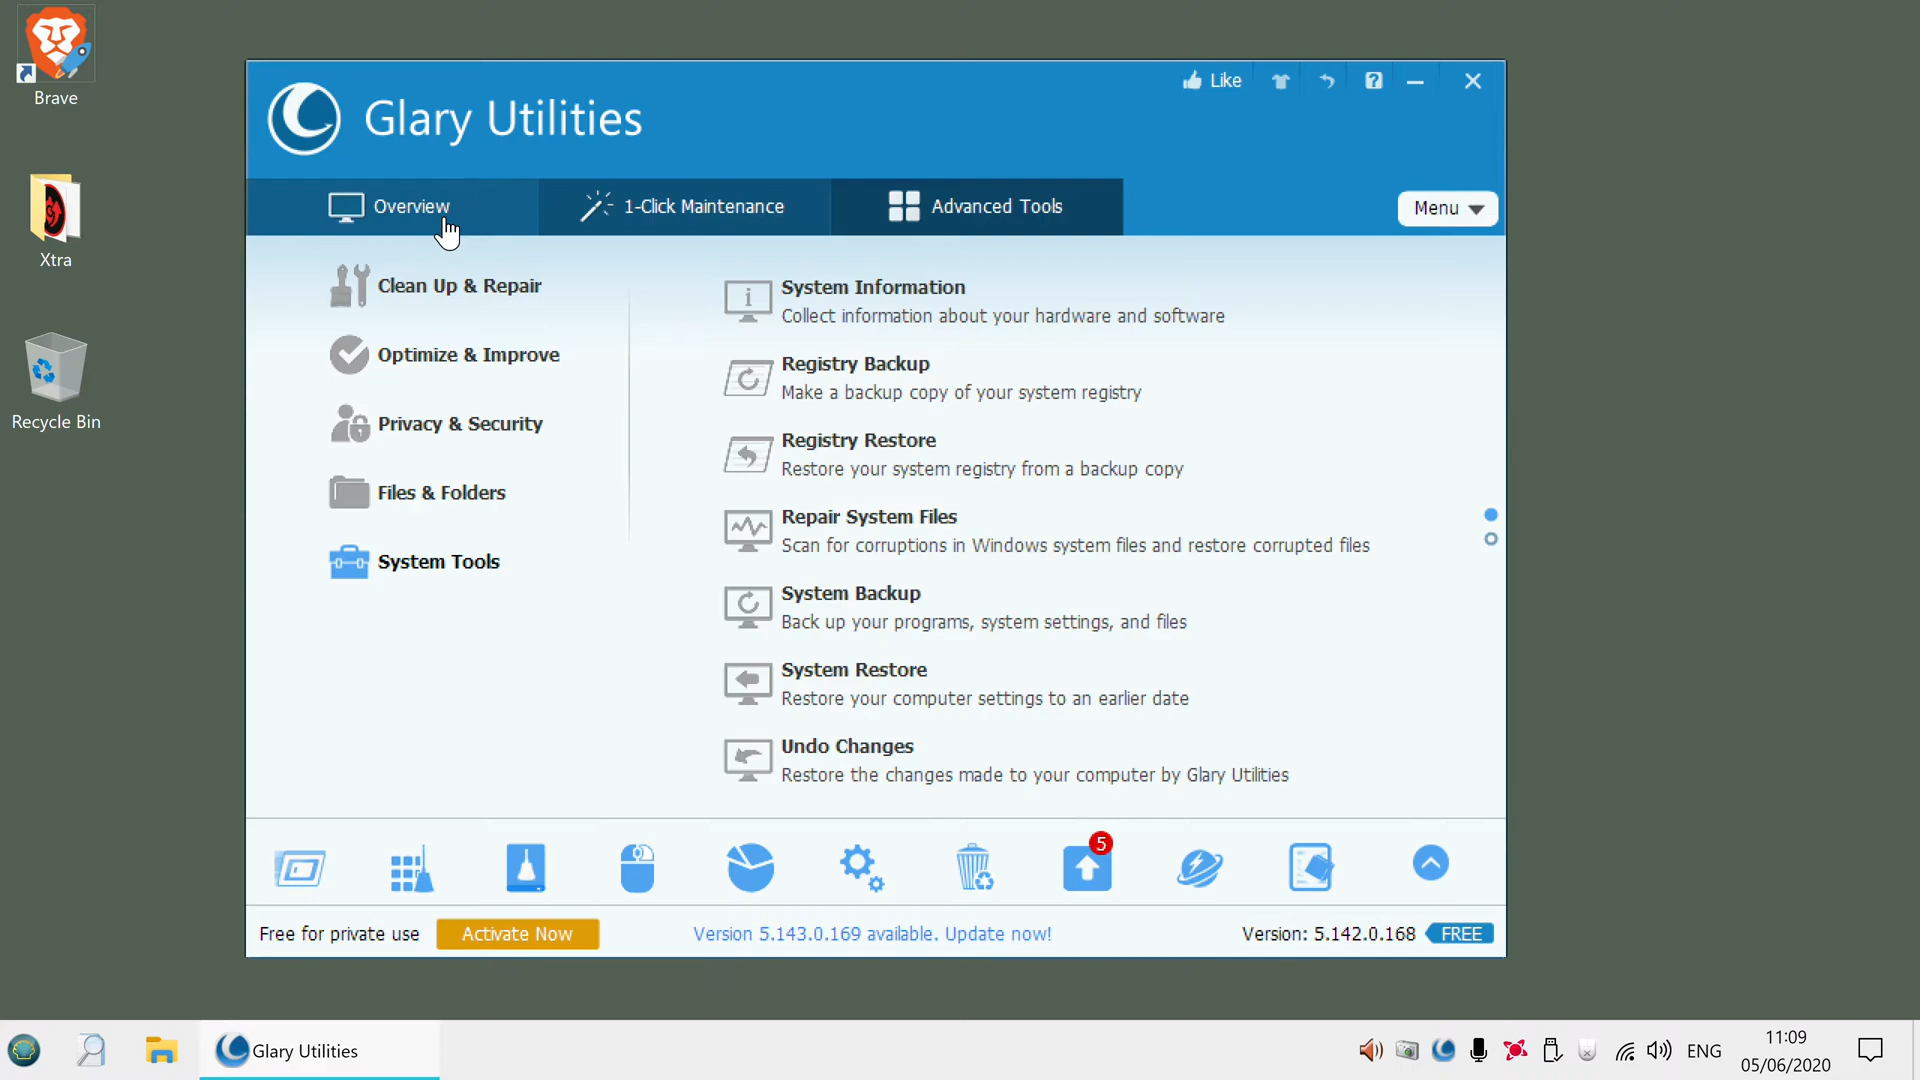 Brave
Xtra
Recycle Bin
Glary Utilities
Like
Overview
1-Click Maintenance
Advanced Tools
Menu
Clean Up & Repair
Optimize & Improve
Privacy & Security
Files & Folders
System Tools
System Information
Collect information about your hardware and software
Registry Backup
Make a backup copy of your system registry
Registry Restore
Restore your system registry from a backup copy
Repair System Files
Scan for corruptions in Windows system files and restore corrupted files
System Backup
Back up your programs, system settings, and files
System Restore
Restore your computer settings to an earlier date
Undo Changes
Restore the changes made to your computer by Glary Utilities
5
Free for private use
Activate Now
Version 5.143.0.169 available. Update now!
Version: 5.142.0.168
FREE
Glary Utilities
ENG
11:09
05/06/2020